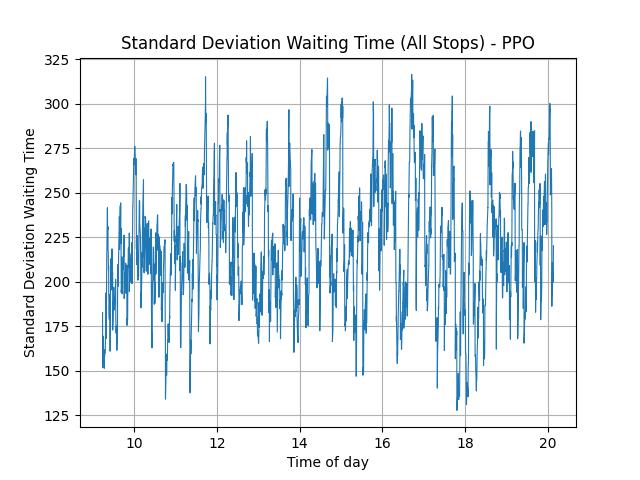 Standard Deviation Waiting Time (All Stops) - PPO
Standard Deviation Waiting Time
325
300
275
250
225
200
175
150
125
10 12 14 16 18 20
Time of day